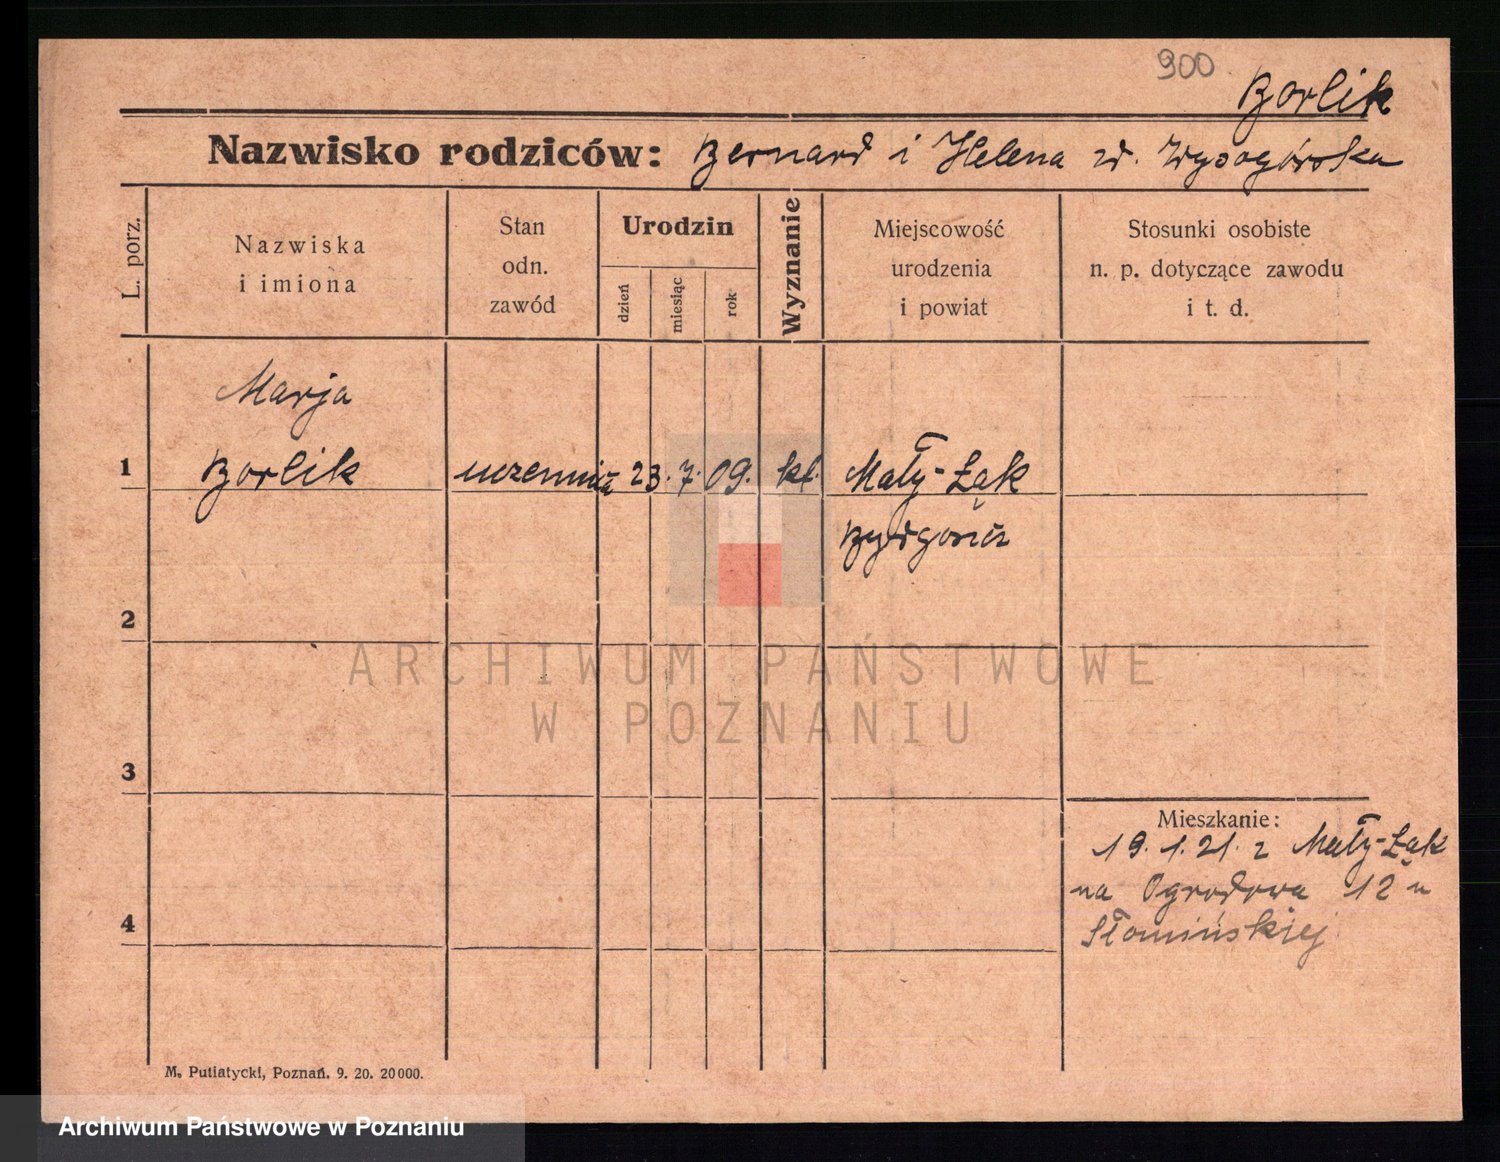 900
Borlik
Nazwisko rodziców: Bernard i Helena zd. Wysogórska
L. porz.
Nazwiska
i imiona
Stan
odn.
zawód
Urodzin
dzień
miesiąc
rok
Wyznanie
Miejscowość
urodzenia
i powiat
Stosunki osobiste
n. p. dotyczące zawodu
i t. d.
Marja
1 Borlik uczennica 23. 7. 09. kt. Mały-Łąk
Bydgoszcz
2
3
4
Mieszkanie:
19. 1. 21. z Mały-Łąk
na Ogrodowa 12 u
Słomińskiej
M. Putiatycki, Poznań. 9. 20. 20000.
ARCHIWUM PAŃSTWOWE
W POZNANIU
Archiwum Państwowe w Poznaniu